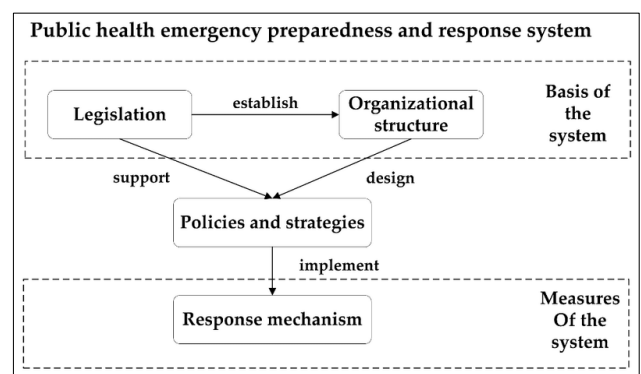 Public health emergency preparedness and response system
Legislation
establish
Organizational
structure
Basis of
the
system
support
design
Policies and strategies
implement
Response mechanism
Measures
Of the
system